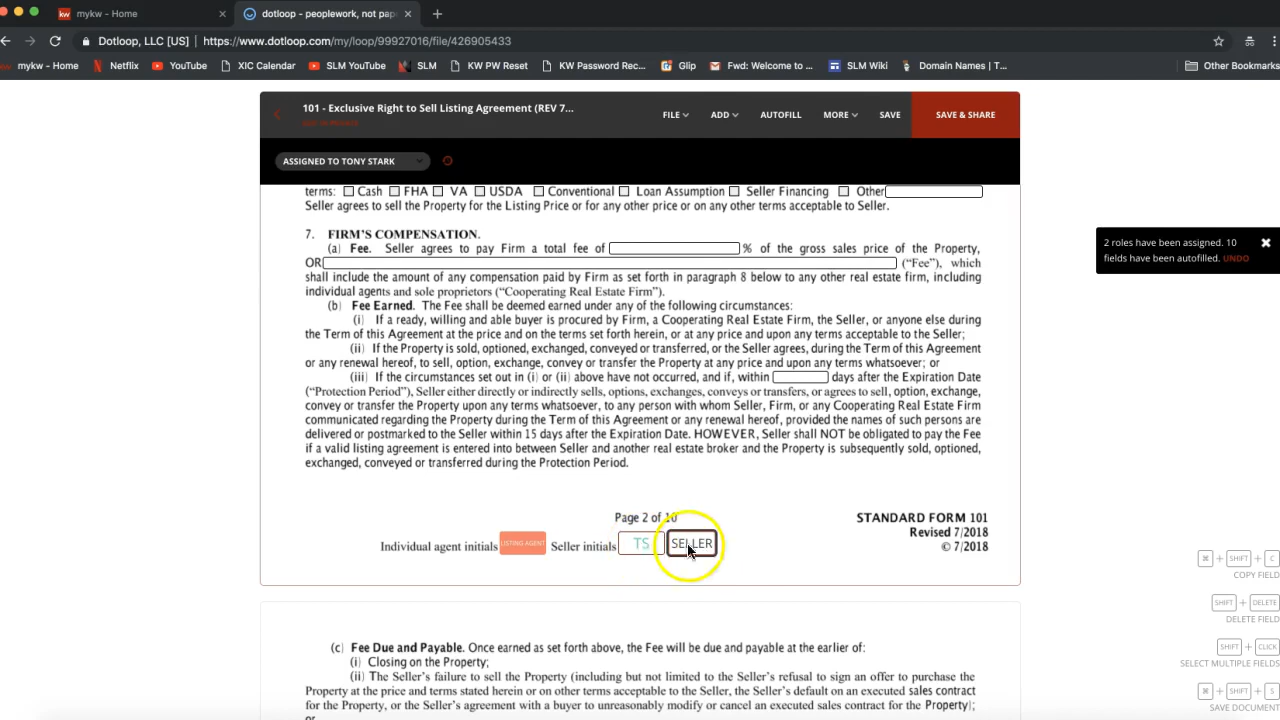 mykw - Home
dotloop - peoplework, not pap
Dotloop, LLC [US] | https://www.dotloop.com/my/loop/99927016/file/426905433
mykw - Home Netflix YouTube XIC Calendar SLM YouTube SLM KW PW Reset KW Password Rec... Glip Fwd: Welcome to ... SLM Wiki Domain Names | T... Other Bookmarks
101 - Exclusive Right to Sell Listing Agreement (REV 7...
FILE ADD AUTOFILL MORE SAVE SAVE & SHARE
ASSIGNED TO TONY STARK
terms: Cash FHA VA USDA Conventional Loan Assumption Seller Financing Other
Seller agrees to sell the Property for the Listing Price or for any other price or on any other terms acceptable to Seller.
7. FIRM'S COMPENSATION.
(a) Fee. Seller agrees to pay Firm a total fee of % of the gross sales price of the Property,
OR ("Fee"), which
shall include the amount of any compensation paid by Firm as set forth in paragraph 8 below to any other real estate firm, including
individual agents and sole proprietors ("Cooperating Real Estate Firm").
(b) Fee Earned. The Fee shall be deemed earned under any of the following circumstances:
(i) If a ready, willing and able buyer is procured by Firm, a Cooperating Real Estate Firm, the Seller, or anyone else during
the Term of this Agreement at the price and on the terms set forth herein, or at any price and upon any terms acceptable to the Seller;
(ii) If the Property is sold, optioned, exchanged, conveyed or transferred, or the Seller agrees, during the Term of this Agreement
or any renewal hereof, to sell, option, exchange, convey or transfer the Property at any price and upon any terms whatsoever; or
(iii) If the circumstances set out in (i) or (ii) above have not occurred, and if, within days after the Expiration Date
("Protection Period"), Seller either directly or indirectly sells, options, exchanges, conveys or transfers, or agrees to sell, option, exchange,
convey or transfer the Property upon any terms whatsoever, to any person with whom Seller, Firm, or any Cooperating Real Estate Firm
communicated regarding the Property during the Term of this Agreement or any renewal hereof, provided the names of such persons are
delivered or postmarked to the Seller within 15 days after the Expiration Date. HOWEVER, Seller shall NOT be obligated to pay the Fee
if a valid listing agreement is entered into between Seller and another real estate broker and the Property is subsequently sold, optioned,
exchanged, conveyed or transferred during the Protection Period.
Page 2 of 10
STANDARD FORM 101
Revised 7/2018
© 7/2018
Individual agent initials LISTING AGENT Seller initials TS SELLER
(c) Fee Due and Payable. Once earned as set forth above, the Fee will be due and payable at the earlier of:
(i) Closing on the Property;
(ii) The Seller's failure to sell the Property (including but not limited to the Seller's refusal to sign an offer to purchase the
Property at the price and terms stated herein or on other terms acceptable to the Seller, the Seller's default on an executed sales contract
for the Property, or the Seller's agreement with a buyer to unreasonably modify or cancel an executed sales contract for the Property);
or
2 roles have been assigned. 10
fields have been autofilled. UNDO
⌘ + SHIFT + C
COPY FIELD
SHIFT + DELETE
DELETE FIELD
SHIFT + CLICK
SELECT MULTIPLE FIELDS
⌘ + SHIFT + S
SAVE DOCUMENT